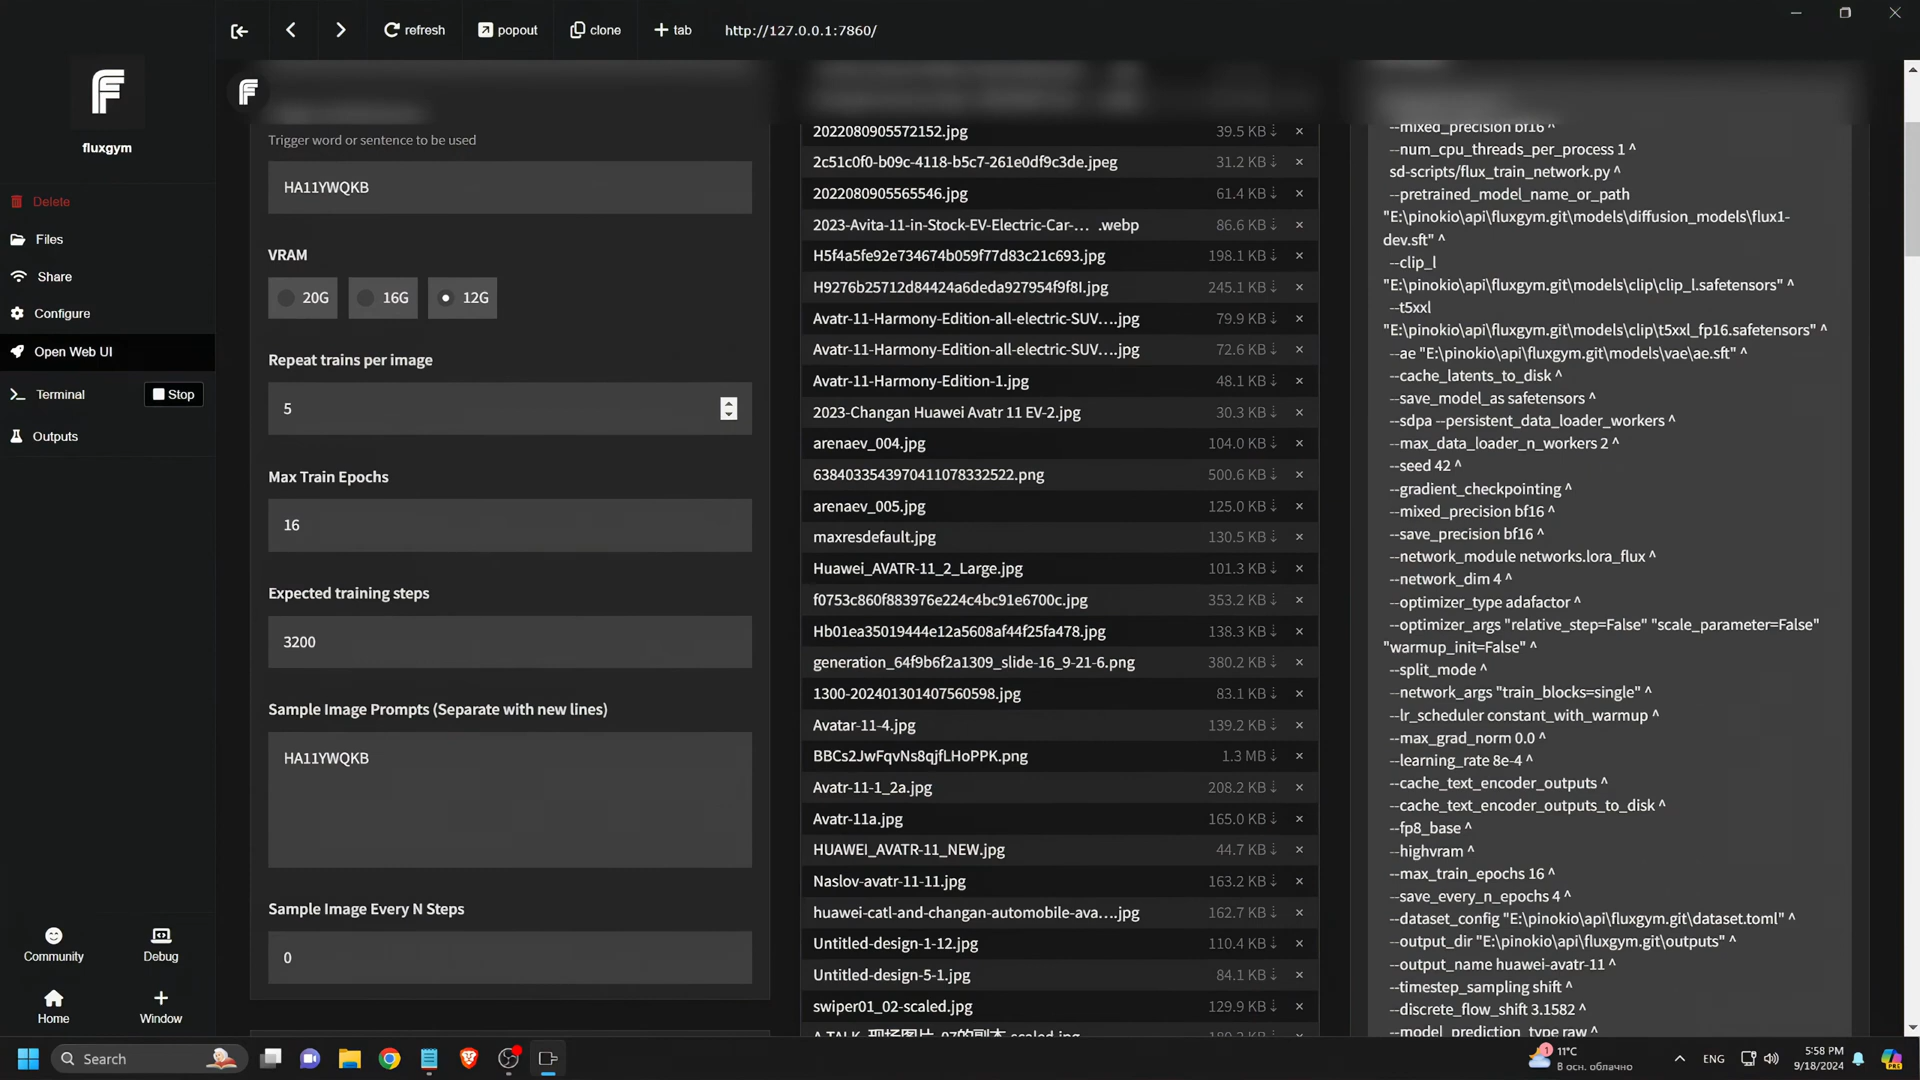 refresh
popout
clone
tab
http://127.0.0.1:7860/
fluxgym
Delete
Files
Share
Configure
Open Web UI
Terminal
Stop
Outputs
Community
Debug
Home
Window
Trigger word or sentence to be used
HA11YWQKB
VRAM
20G
16G
12G
Repeat trains per image
5
Max Train Epochs
16
Expected training steps
3200
Sample Image Prompts (Separate with new lines)
HA11YWQKB
Sample Image Every N Steps
0
2022080905572152.jpg 39.5 KB⇣ ×
2c51c0f0-b09c-4118-b5c7-261e0df9c3de.jpeg 31.2 KB⇣ ×
202208090556​5546.jpg 61.4 KB⇣ ×
2023-Avita-11-in-Stock-EV-Electric-Car-... .webp 86.6 KB⇣ ×
H5f4a5fe92e734674b059f77d83c21c693.jpg 198.1 KB⇣ ×
H9276b25712d84424a6deda927954f9f8I.jpg 245.1 KB⇣ ×
Avatr-11-Harmony-Edition-all-electric-SUV....jpg 79.9 KB⇣ ×
Avatr-11-Harmony-Edition-all-electric-SUV....jpg 72.6 KB⇣ ×
Avatr-11-Harmony-Edition-1.jpg 48.1 KB⇣ ×
2023-Changan Huawei Avatr 11 EV-2.jpg 30.3 KB⇣ ×
arenaev_004.jpg 104.0 KB⇣ ×
6384033543970411078332522.png 500.6 KB⇣ ×
arenaev_005.jpg 125.0 KB⇣ ×
maxresdefault.jpg 130.5 KB⇣ ×
Huawei_AVATR-11_2_Large.jpg 101.3 KB⇣ ×
f0753c860f883976e224c4bc91e6700c.jpg 353.2 KB⇣ ×
Hb01ea35019444e12a5608af44f25fa478.jpg 138.3 KB⇣ ×
generation_64f9b6f2a1309_slide-16_9-21-6.png 380.2 KB⇣ ×
1300-202401301407560598.jpg 83.1 KB⇣ ×
Avatar-11-4.jpg 139.2 KB⇣ ×
BBCs2JwFqvNs8qjfLHoPPK.png 1.3 MB⇣ ×
Avatr-11-1_2a.jpg 208.2 KB⇣ ×
Avatr-11a.jpg 165.0 KB⇣ ×
HUAWEI_AVATR-11_NEW.jpg 44.7 KB⇣ ×
Naslov-avatr-11-11.jpg 163.2 KB⇣ ×
huawei-catl-and-changan-automobile-ava....jpg 162.7 KB⇣ ×
Untitled-design-1-12.jpg 110.4 KB⇣ ×
Untitled-design-5-1.jpg 84.1 KB⇣ ×
swiper01_02-scaled.jpg 129.9 KB⇣ ×
--mixed_precision bf16 ^
--num_cpu_threads_per_process 1 ^
sd-scripts/flux_train_network.py ^
--pretrained_model_name_or_path
"E:\pinokio\api\fluxgym.git\models\diffusion_models\flux1-
dev.sft" ^
--clip_l
"E:\pinokio\api\fluxgym.git\models\clip\clip_l.safetensors" ^
--t5xxl
"E:\pinokio\api\fluxgym.git\models\clip\t5xxl_fp16.safetensors" ^
--ae "E:\pinokio\api\fluxgym.git\models\vae\ae.sft" ^
--cache_latents_to_disk ^
--save_model_as safetensors ^
--sdpa --persistent_data_loader_workers ^
--max_data_loader_n_workers 2 ^
--seed 42 ^
--gradient_checkpointing ^
--mixed_precision bf16 ^
--save_precision bf16 ^
--network_module networks.lora_flux ^
--network_dim 4 ^
--optimizer_type adafactor ^
--optimizer_args "relative_step=False" "scale_parameter=False"
"warmup_init=False" ^
--split_mode ^
--network_args "train_blocks=single" ^
--lr_scheduler constant_with_warmup ^
--max_grad_norm 0.0 ^
--learning_rate 8e-4 ^
--cache_text_encoder_outputs ^
--cache_text_encoder_outputs_to_disk ^
--fp8_base ^
--highvram ^
--max_train_epochs 16 ^
--save_every_n_epochs 4 ^
--dataset_config "E:\pinokio\api\fluxgym.git\dataset.toml" ^
--output_dir "E:\pinokio\api\fluxgym.git\outputs" ^
--output_name huawei-avatr-11 ^
--timestep_sampling shift ^
--discrete_flow_shift 3.1582 ^
--model_prediction_type raw ^
Search
1
11°C
В осн. облачно
ENG
5:58 PM
9/18/2024